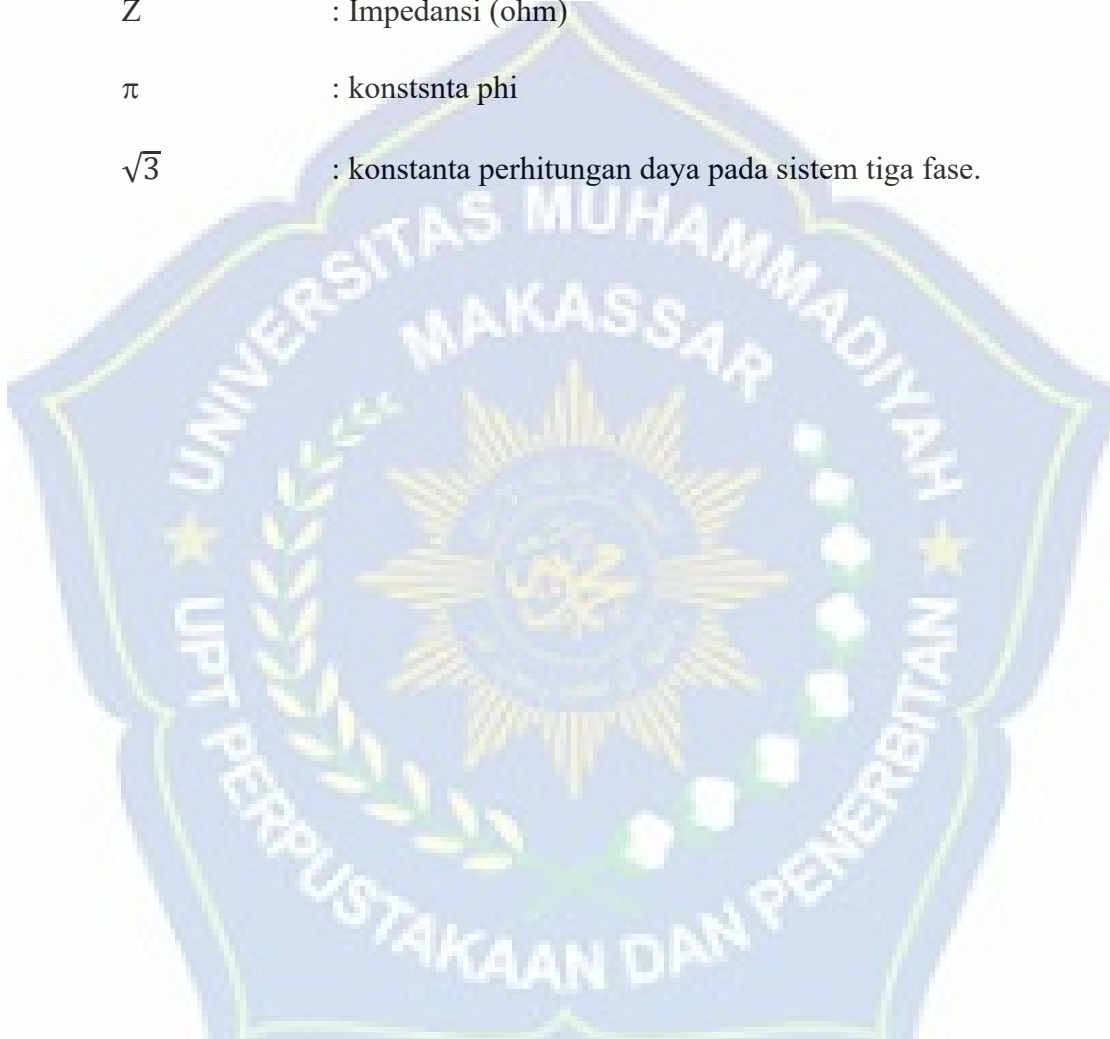 Z : Impedansi (ohm)
π : konstsnta phi
√3 : konstanta perhitungan daya pada sistem tiga fase.
UNIVERSITAS MUHAMMADIYAH
MAKASSAR
UPT PERPUSTAKAAN DAN PENERBITAN